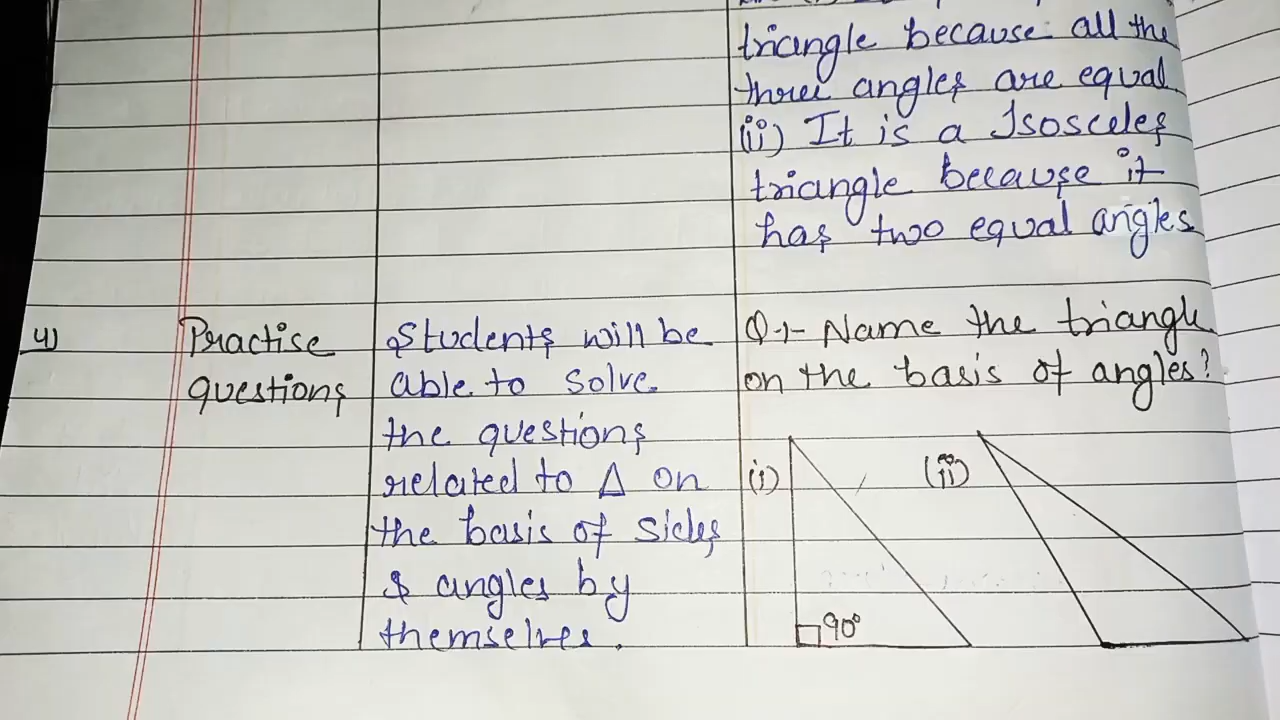 triangle because all the
three angles are equal
(ii) It is a Isosceles
triangle because it
has two equal angles
4)
Practise
questions
Students will be
able to solve
the questions
related to Δ on
the basis of sides
& angles by
themselves.
Q.1- Name the triangle
on the basis of angles?
(i)
(ii)
90°